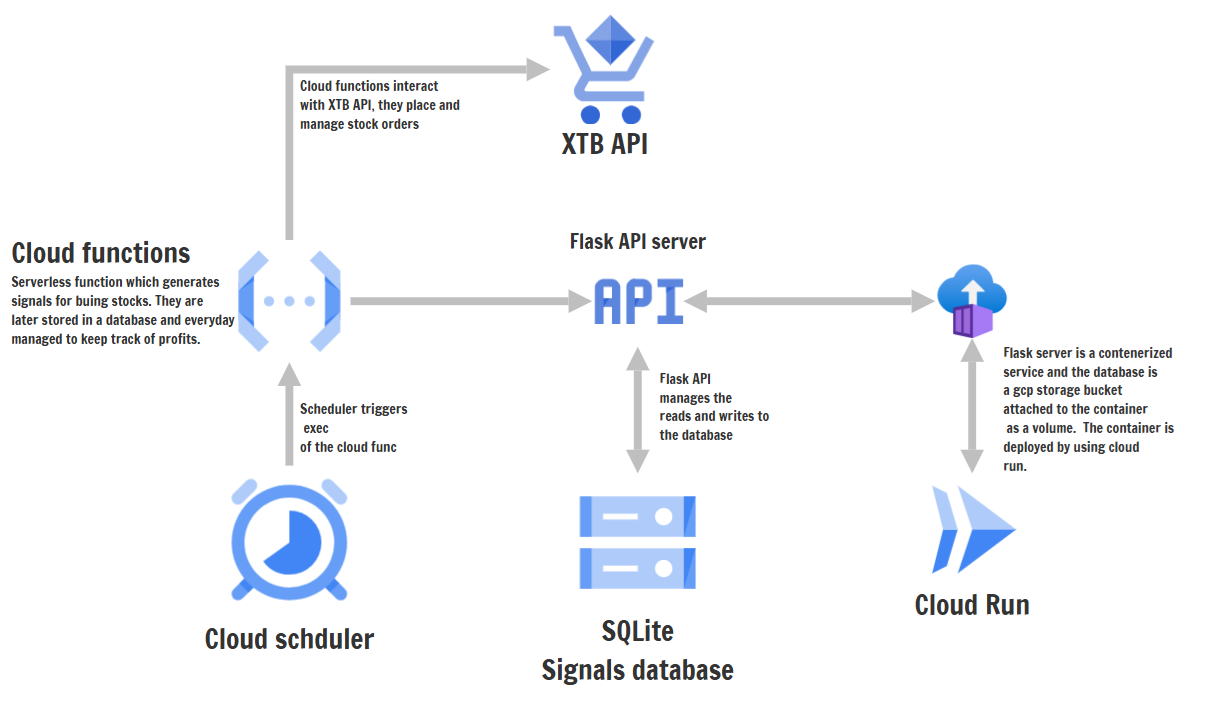 Cloud functions interact
with XTB API, they place and
manage stock orders
XTB API
Cloud functions
Serverless function which generates
signals for buing stocks. They are
later stored in a database and everyday
managed to keep track of profits.
Flask API server
API
Flask server is a contenerized
service and the database is
a gcp storage bucket
attached to the container
as a volume. The container is
deployed by using cloud
run.
Flask API
manages the
reads and writes to
the database
Scheduler triggers
exec
of the cloud func
Cloud schduler
SQLite
Signals database
Cloud Run